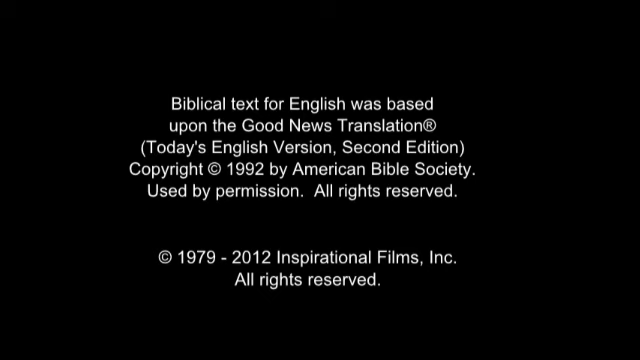 Biblical text for English was based
upon the Good News Translation®
(Today's English Version, Second Edition)
Copyright © 1992 by American Bible Society.
Used by permission.  All rights reserved.
© 1979 - 2012 Inspirational Films, Inc.
All rights reserved.